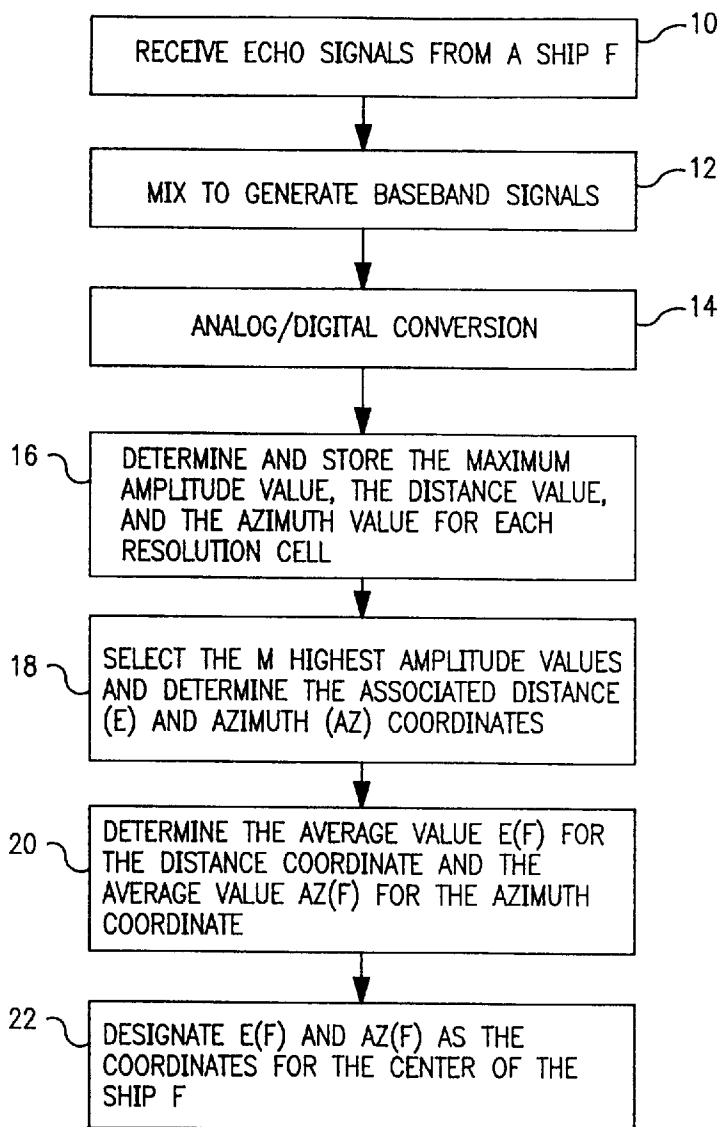 RECEIVE ECHO SIGNALS FROM A SHIP F
10
MIX TO GENERATE BASEBAND SIGNALS
12
ANALOG/DIGITAL CONVERSION
14
16
DETERMINE AND STORE THE MAXIMUM
AMPLITUDE VALUE, THE DISTANCE VALUE,
AND THE AZIMUTH VALUE FOR EACH
RESOLUTION CELL
18
SELECT THE M HIGHEST AMPLITUDE VALUES
AND DETERMINE THE ASSOCIATED DISTANCE
(E) AND AZIMUTH (AZ) COORDINATES
20
DETERMINE THE AVERAGE VALUE E(F) FOR
THE DISTANCE COORDINATE AND THE
AVERAGE VALUE AZ(F) FOR THE AZIMUTH
COORDINATE
22
DESIGNATE E(F) AND AZ(F) AS THE
COORDINATES FOR THE CENTER OF THE
SHIP F